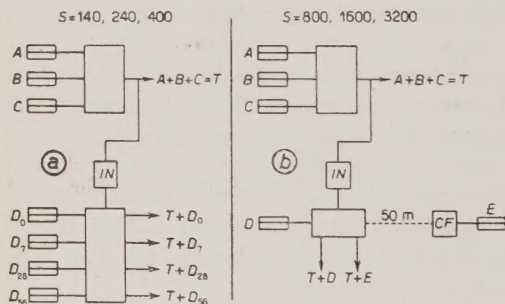 S=140, 240, 400
A
B
C
A+B+C=T
a
IN
D₀
D₇
D₂₈
D₅₆
T+D₀
T+D₇
T+D₂₈
T+D₅₆
S=800, 1600, 3200
A
B
C
A+B+C=T
b
IN
D
50 m
CF
E
T+D T+E